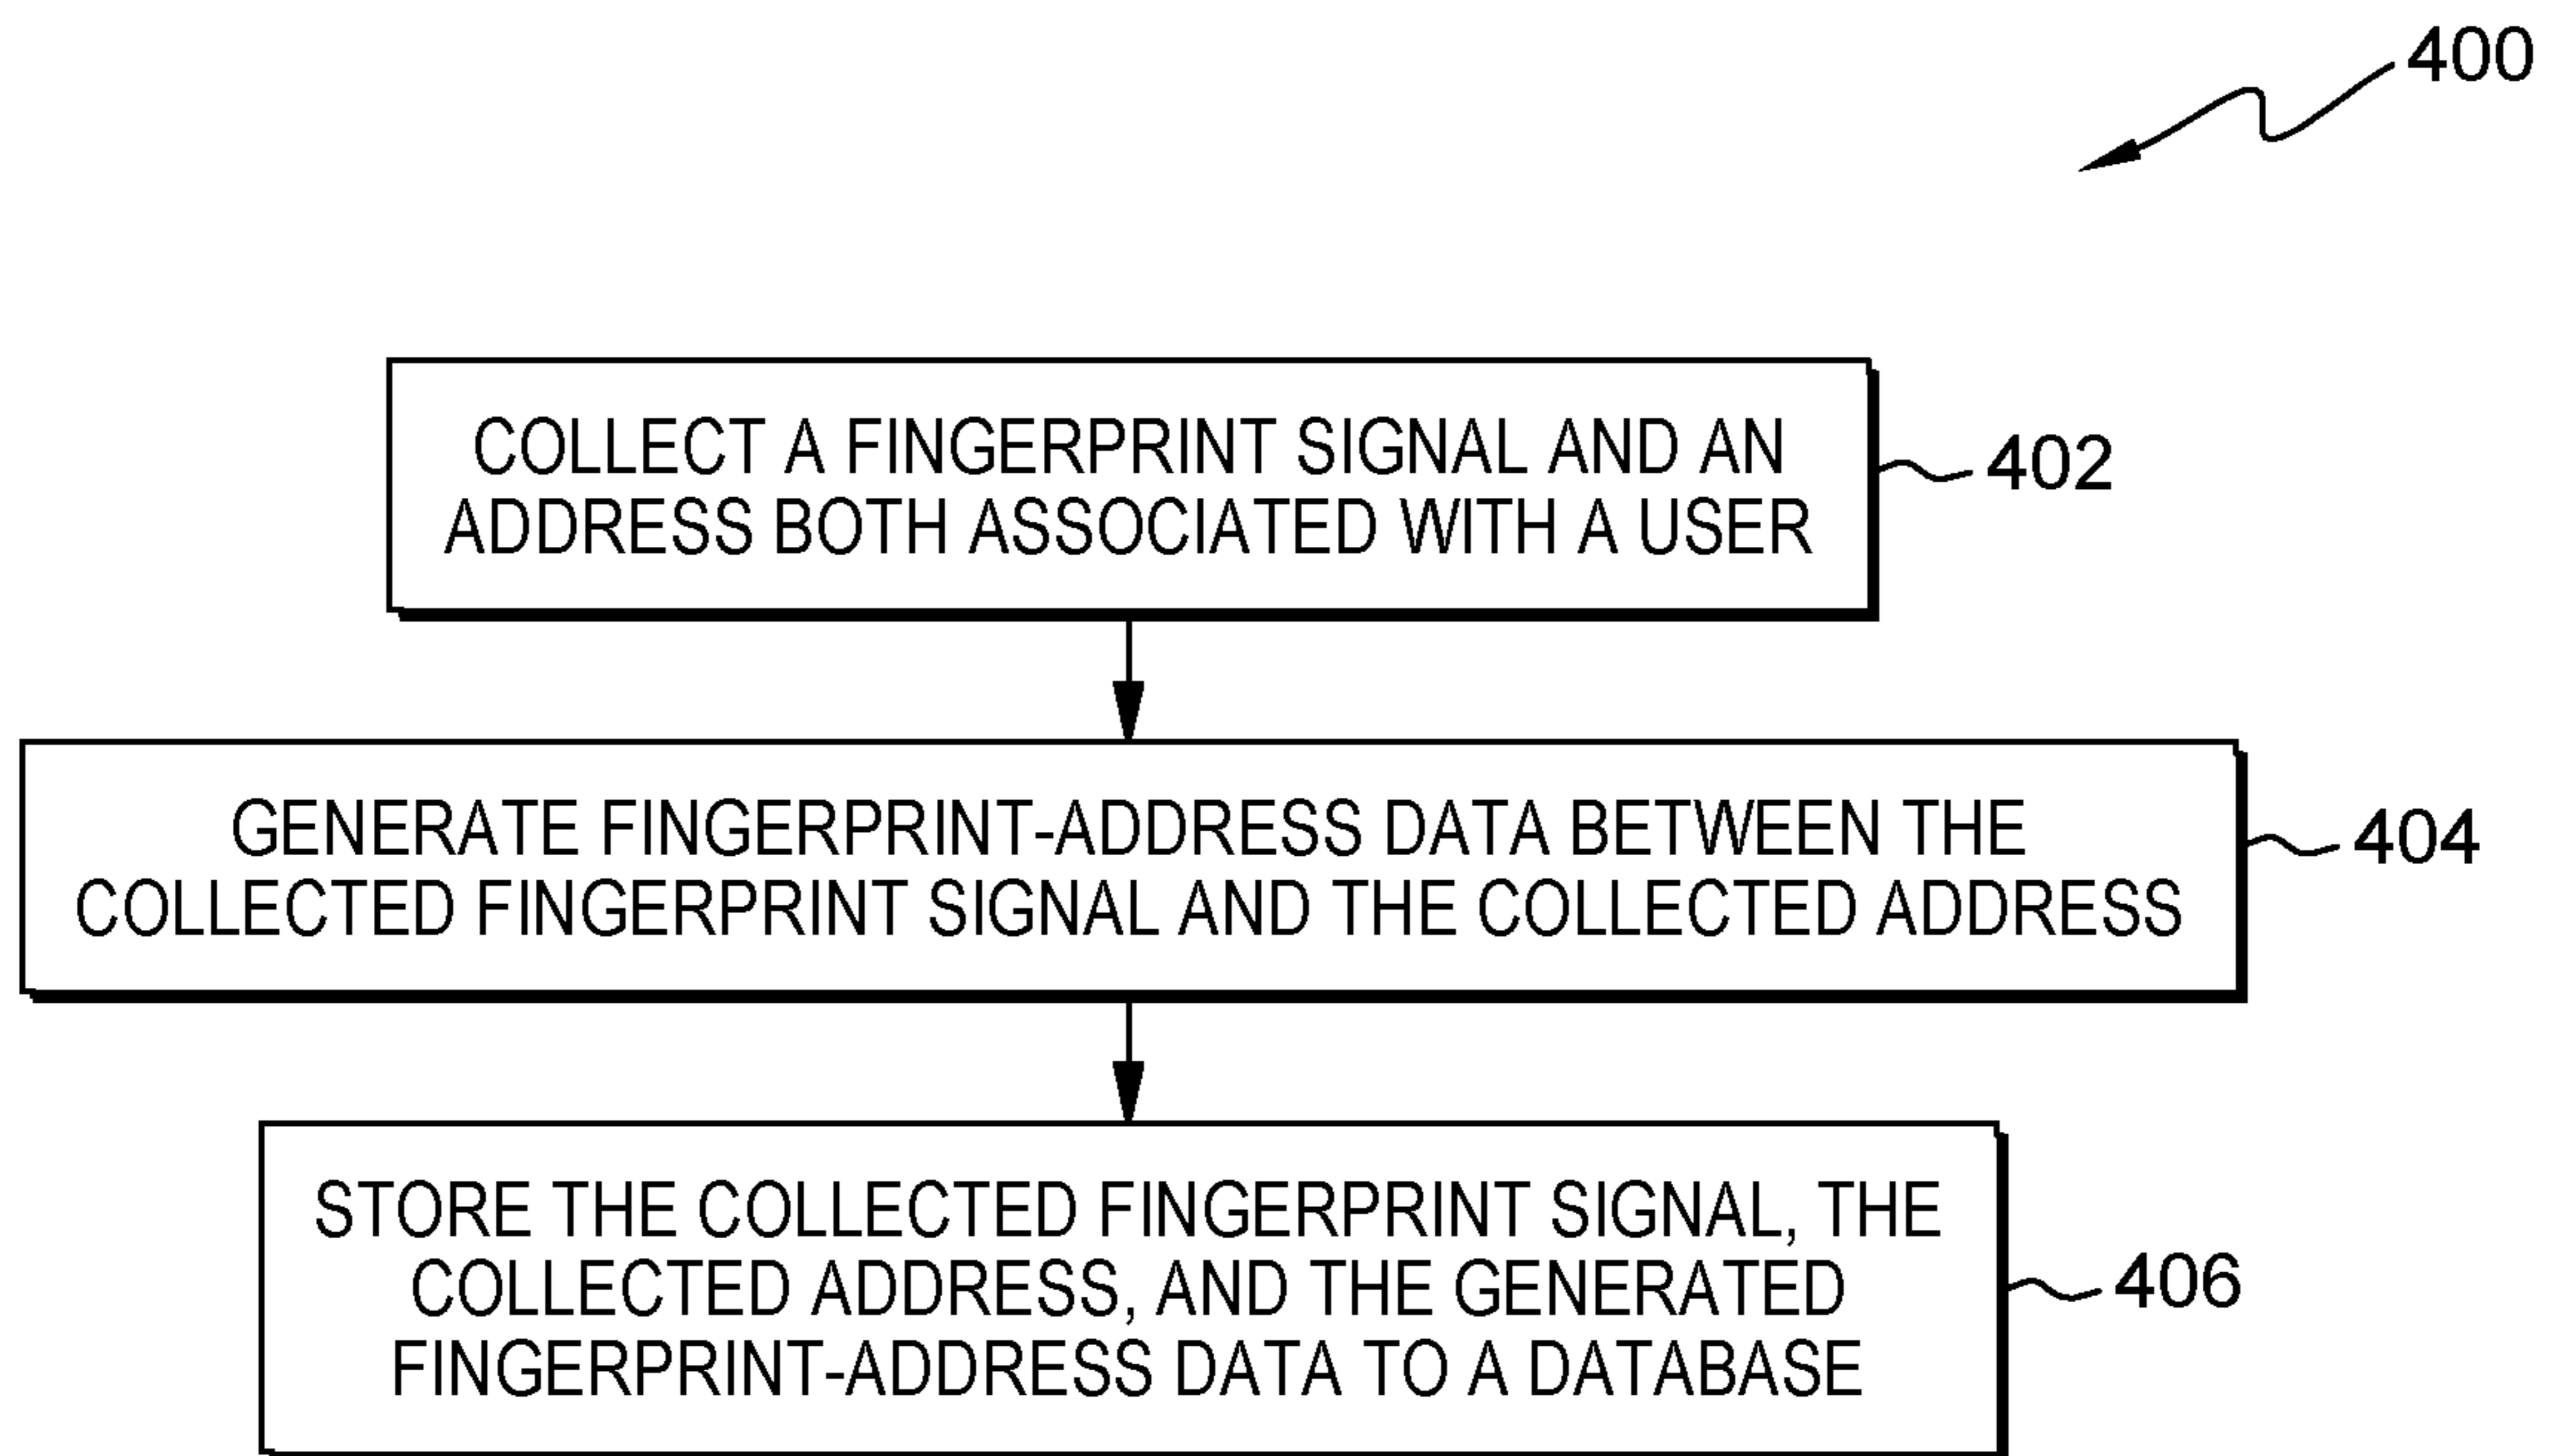 400
COLLECT A FINGERPRINT SIGNAL AND AN
ADDRESS BOTH ASSOCIATED WITH A USER
402
GENERATE FINGERPRINT-ADDRESS DATA BETWEEN THE
COLLECTED FINGERPRINT SIGNAL AND THE COLLECTED ADDRESS
404
STORE THE COLLECTED FINGERPRINT SIGNAL, THE
COLLECTED ADDRESS, AND THE GENERATED
FINGERPRINT-ADDRESS DATA TO A DATABASE
406